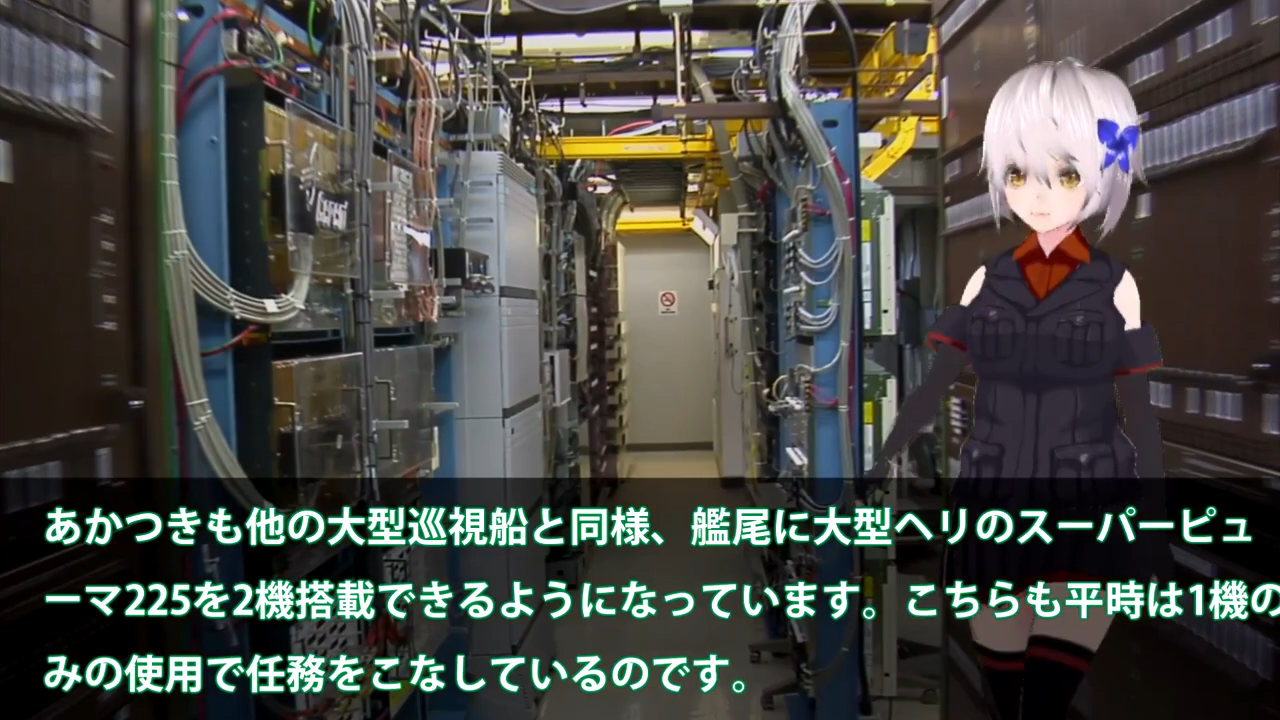 あかつきも他の大型巡視船と同様、艦尾に大型ヘリのスーパーピュ
ーマ225を2機搭載できるようになっています。こちらも平時は1機の
みの使用で任務をこなしているのです。